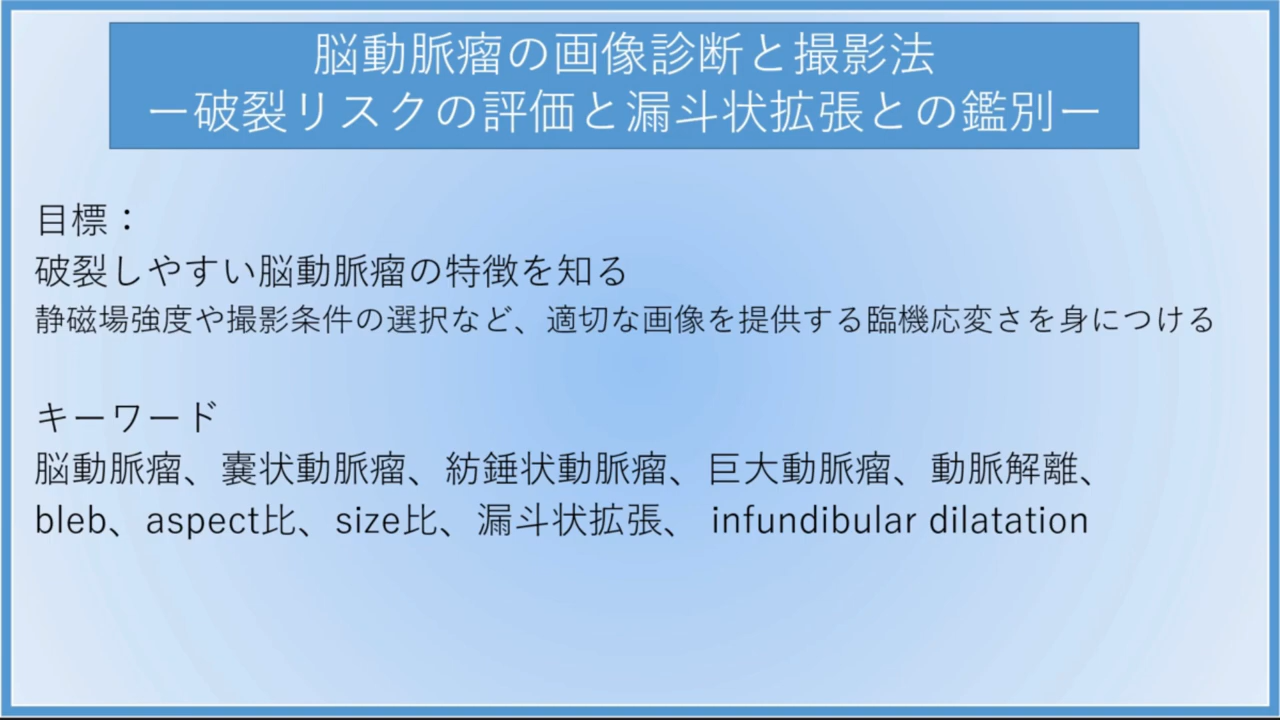 脳動脈瘤の画像診断と撮影法
ー破裂リスクの評価と漏斗状拡張との鑑別ー
目標：
破裂しやすい脳動脈瘤の特徴を知る
静磁場強度や撮影条件の選択など、適切な画像を提供する臨機応変さを身につける
キーワード
脳動脈瘤、嚢状動脈瘤、紡錘状動脈瘤、巨大動脈瘤、動脈解離、
bleb、aspect比、size比、漏斗状拡張、 infundibular dilatation